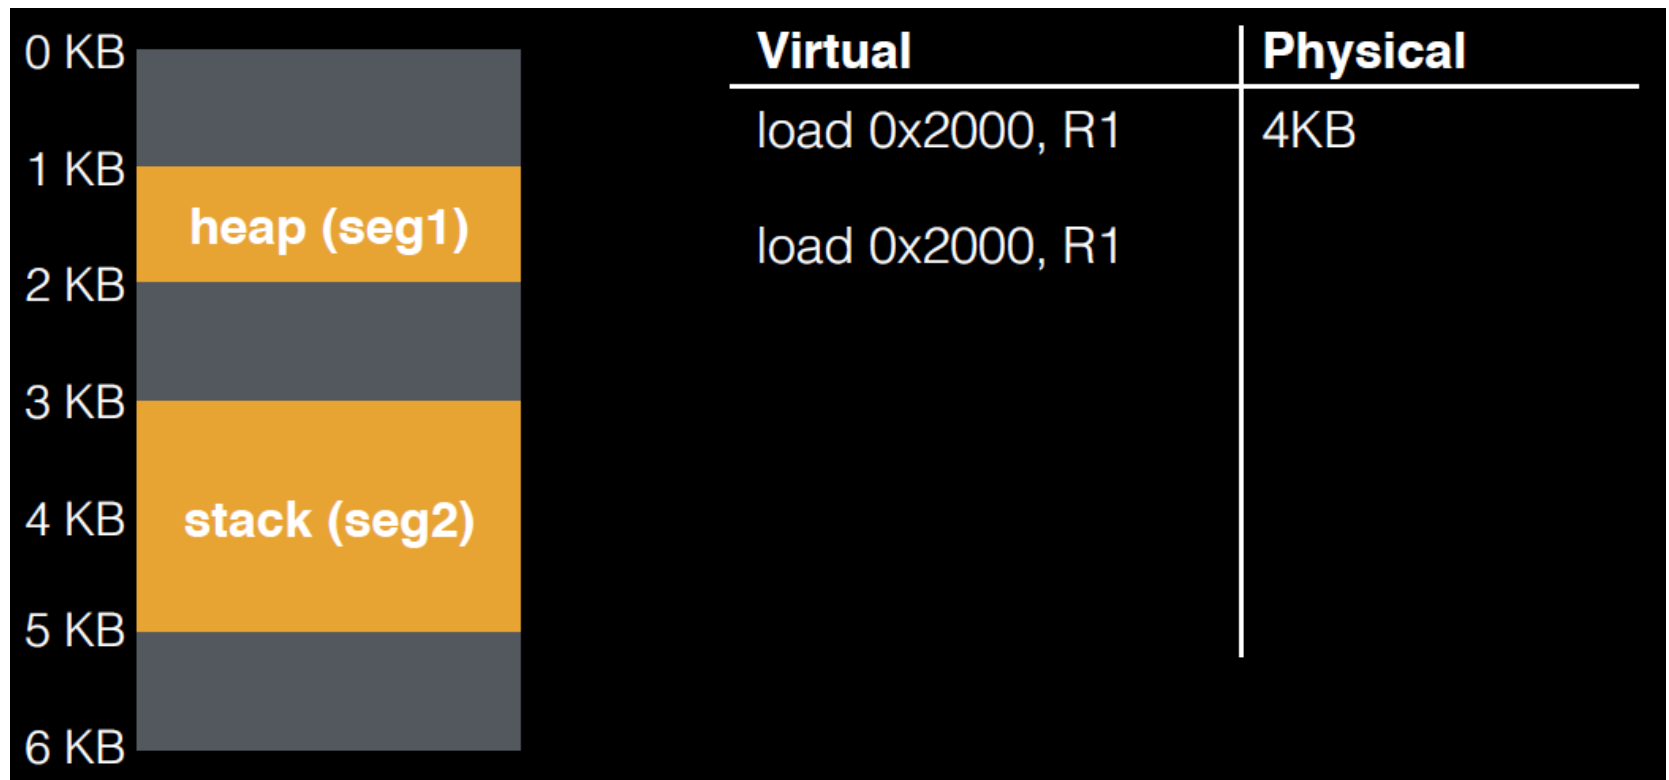 0 KB
1 KB
heap (seg1)
2 KB
3 KB
4 KB
stack (seg2)
5 KB
6 KB
Virtual Physical
load 0x2000, R1 4KB
load 0x2000, R1